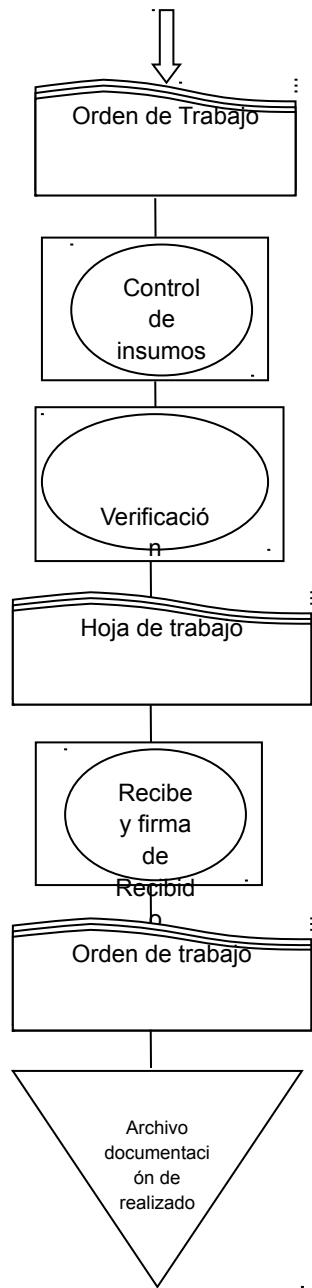 Orden de Trabajo
Control
de
insumos
Verificació
n
Hoja de trabajo
Recibe
y firma
de
Recibid
o
Orden de trabajo
Archivo
documentaci
ón de
realizado